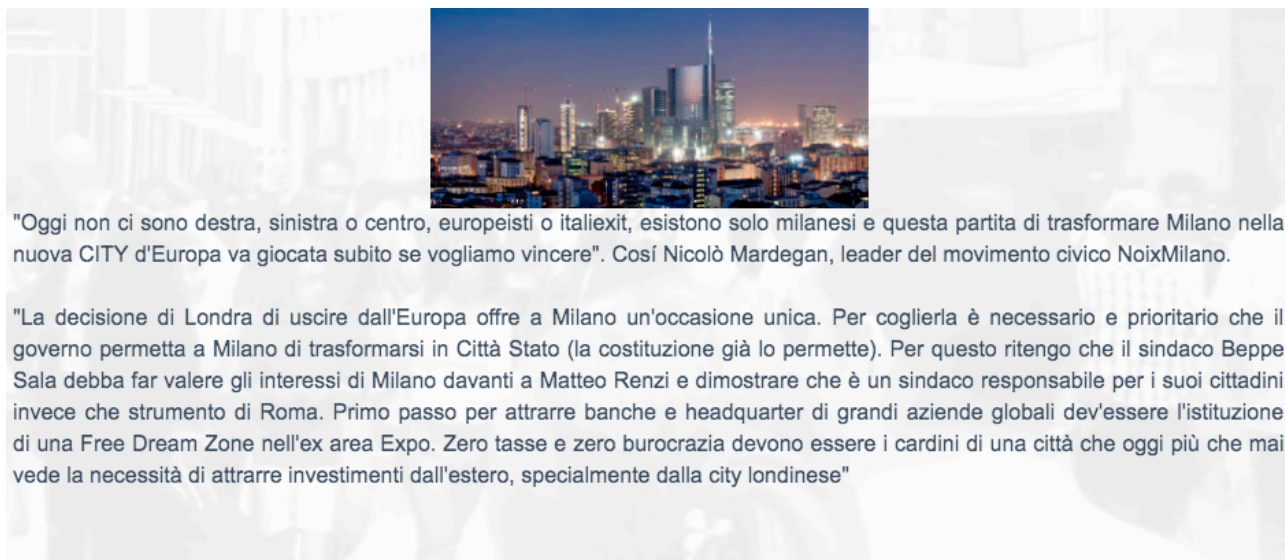 "Oggi non ci sono destra, sinistra o centro, europeisti o italiexit, esistono solo milanesi e questa partita di trasformare Milano nella
nuova CITY d'Europa va giocata subito se vogliamo vincere". Cosí Nicolò Mardegan, leader del movimento civico NoixMilano.
"La decisione di Londra di uscire dall'Europa offre a Milano un'occasione unica. Per coglierla è necessario e prioritario che il
governo permetta a Milano di trasformarsi in Città Stato (la costituzione già lo permette). Per questo ritengo che il sindaco Beppe
Sala debba far valere gli interessi di Milano davanti a Matteo Renzi e dimostrare che è un sindaco responsabile per i suoi cittadini
invece che strumento di Roma. Primo passo per attrarre banche e headquarter di grandi aziende globali dev'essere l'istituzione
di una Free Dream Zone nell'ex area Expo. Zero tasse e zero burocrazia devono essere i cardini di una città che oggi più che mai
vede la necessità di attrarre investimenti dall'estero, specialmente dalla city londinese"